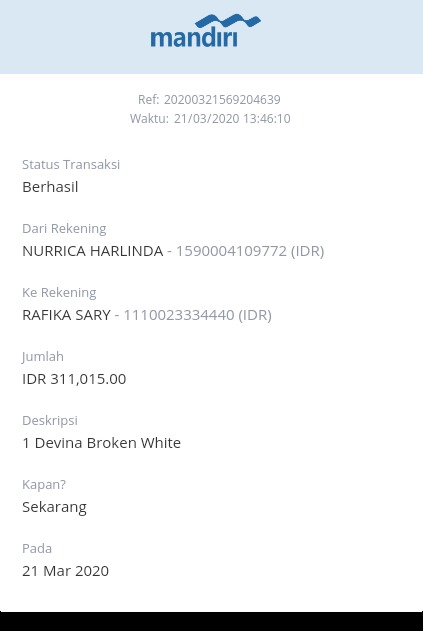 mandiri
Ref: 20200321569204639
Waktu: 21/03/2020 13:46:10
Status Transaksi
Berhasil
Dari Rekening
NURRICA HARLINDA - 1590004109772 (IDR)
Ke Rekening
RAFIKA SARY - 1110023334440 (IDR)
Jumlah
IDR 311,015.00
Deskripsi
1 Devina Broken White
Kapan?
Sekarang
Pada
21 Mar 2020